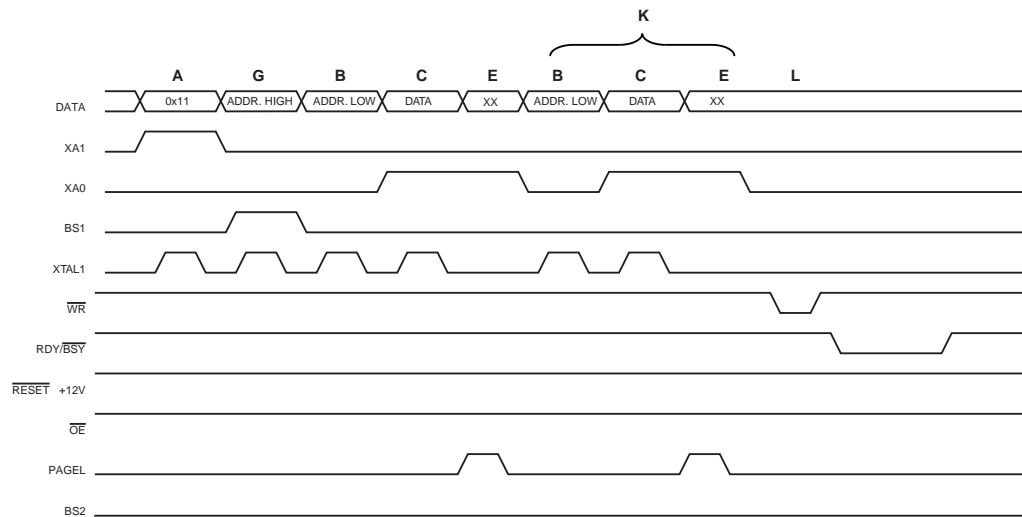 K
A G B C E B C E L
DATA 0x11 ADDR. HIGH ADDR. LOW DATA XX ADDR. LOW DATA XX
XA1
XA0
BS1
XTAL1
WR
RDY/BSY
RESET +12V
OE
PAGEL
BS2